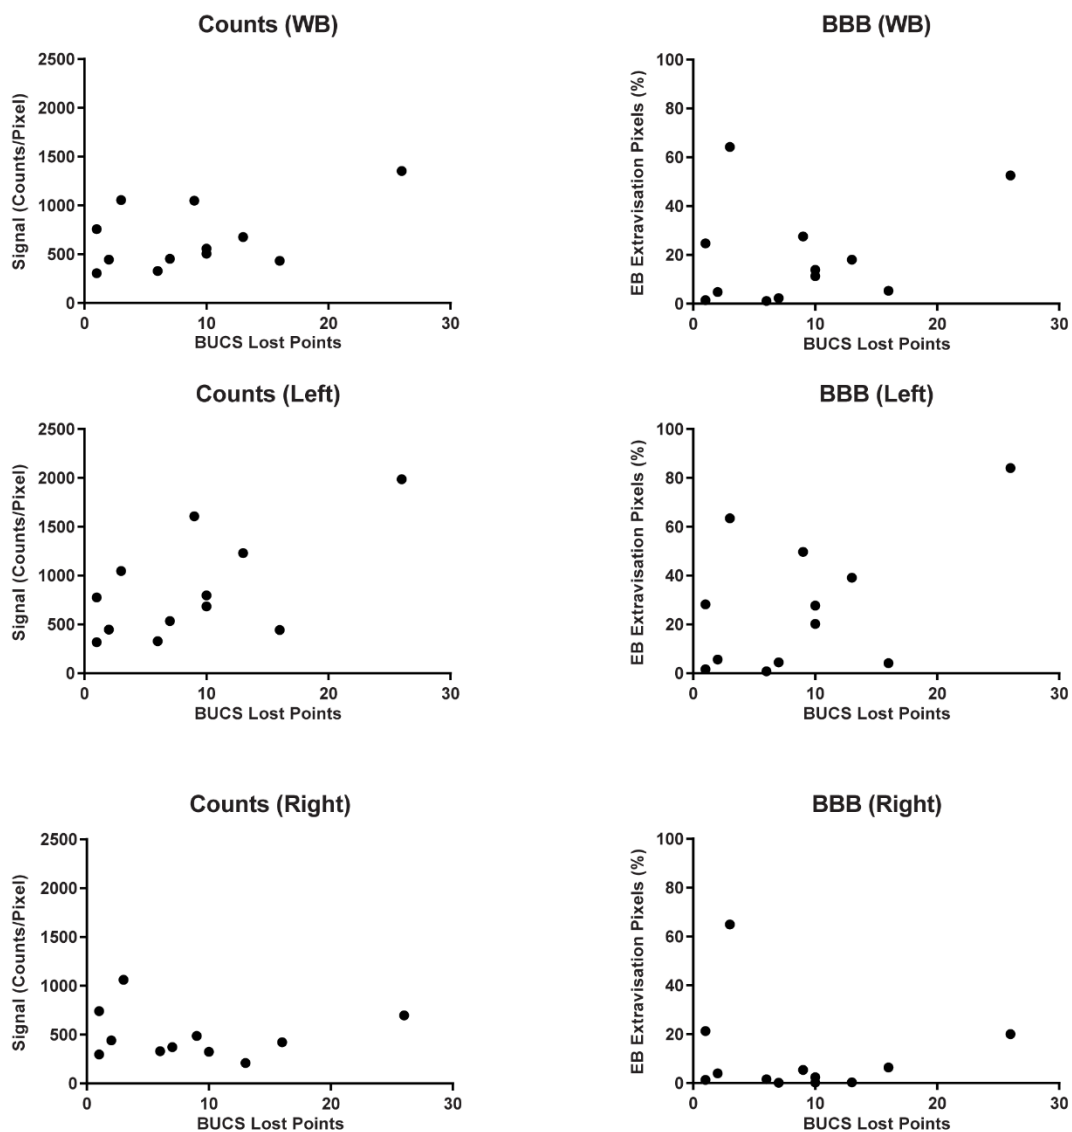 Counts (WB)
2500
2000
1500
1000
500
0
Signal (Counts/Pixel)
0 10 20 30
BUCS Lost Points
BBB (WB)
100
80
60
40
20
0
EB Extravisation Pixels (%)
0 10 20 30
BUCS Lost Points
Counts (Left)
2500
2000
1500
1000
500
0
Signal (Counts/Pixel)
0 10 20 30
BUCS Lost Points
BBB (Left)
100
80
60
40
20
0
EB Extravisation Pixels (%)
0 10 20 30
BUCS Lost Points
Counts (Right)
2500
2000
1500
1000
500
0
Signal (Counts/Pixel)
0 10 20 30
BUCS Lost Points
BBB (Right)
100
80
60
40
20
0
EB Extravisation Pixels (%)
0 10 20 30
BUCS Lost Points